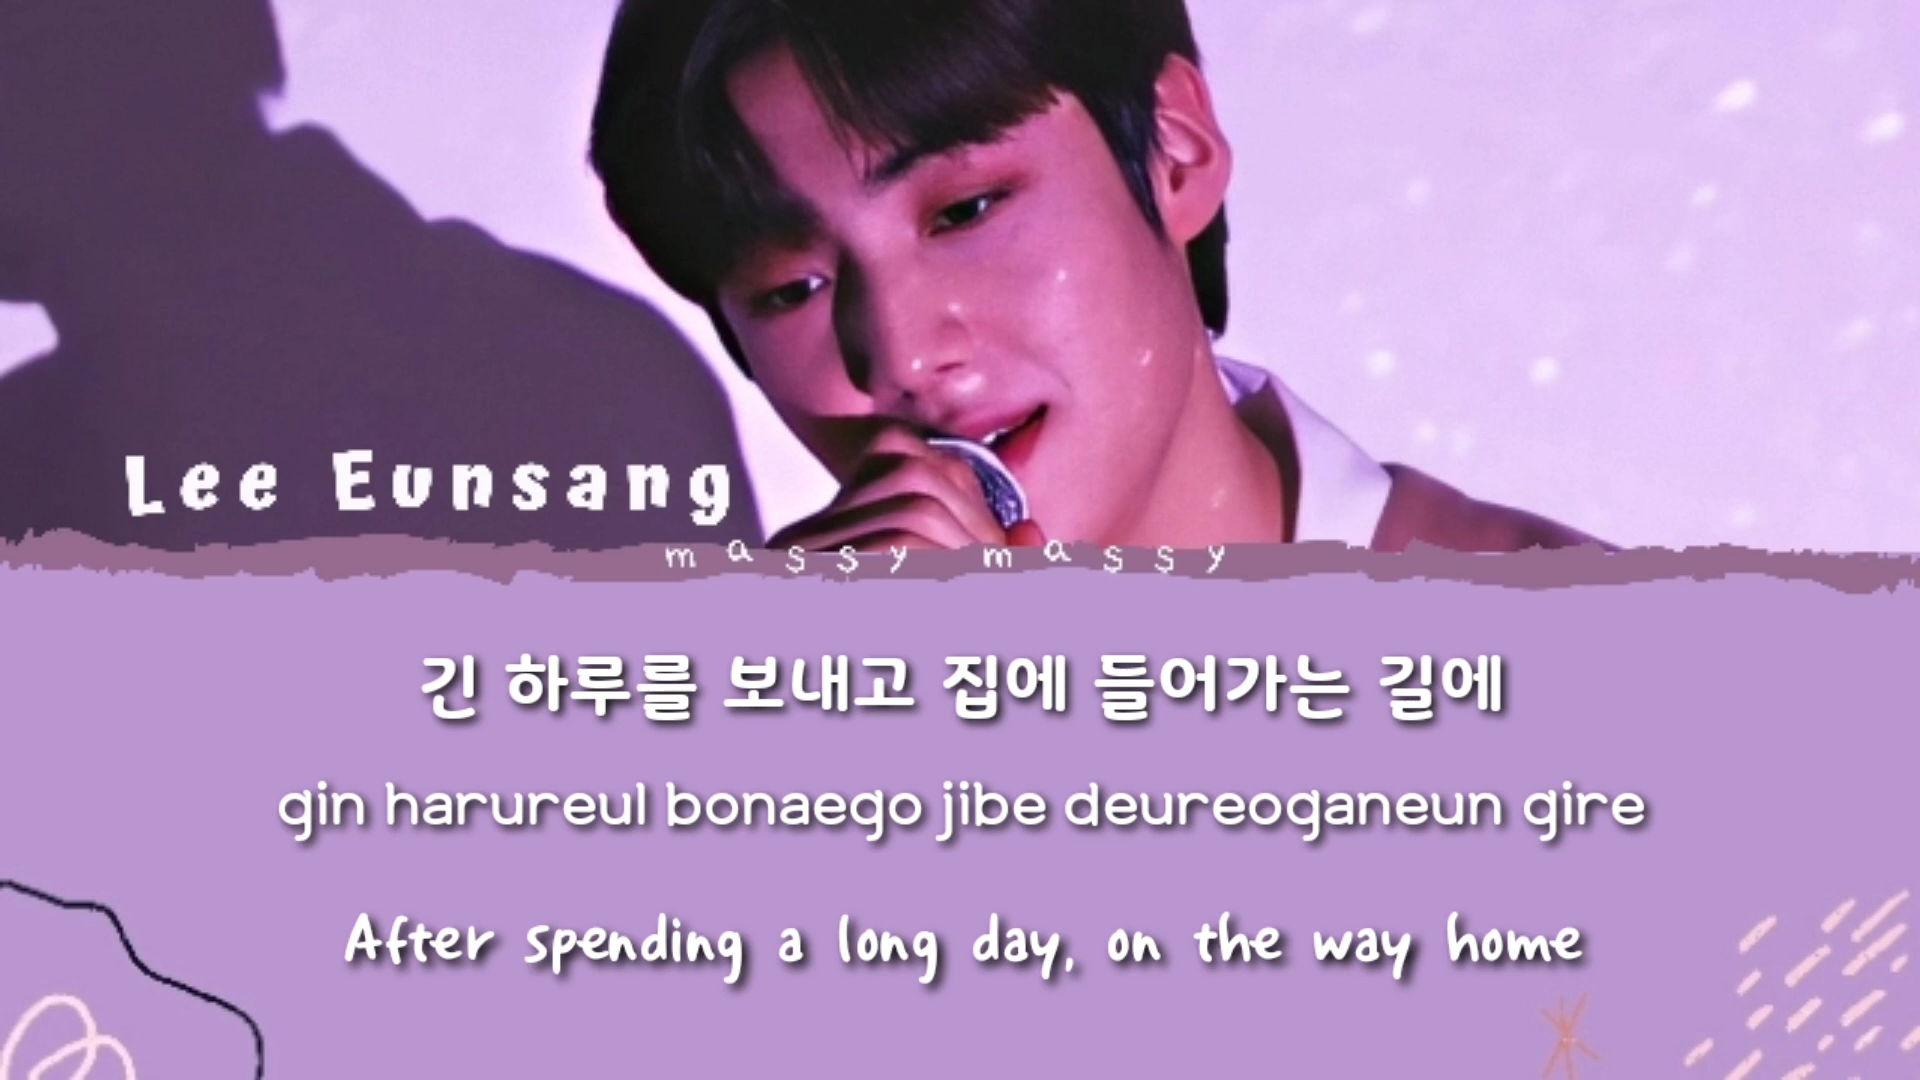 Lee Eunsang
massy massy
긴 하루를 보내고 집에 들어가는 길에
gin harureul bonaego jibe deureoganeun gire
After spending a long day, on the way home